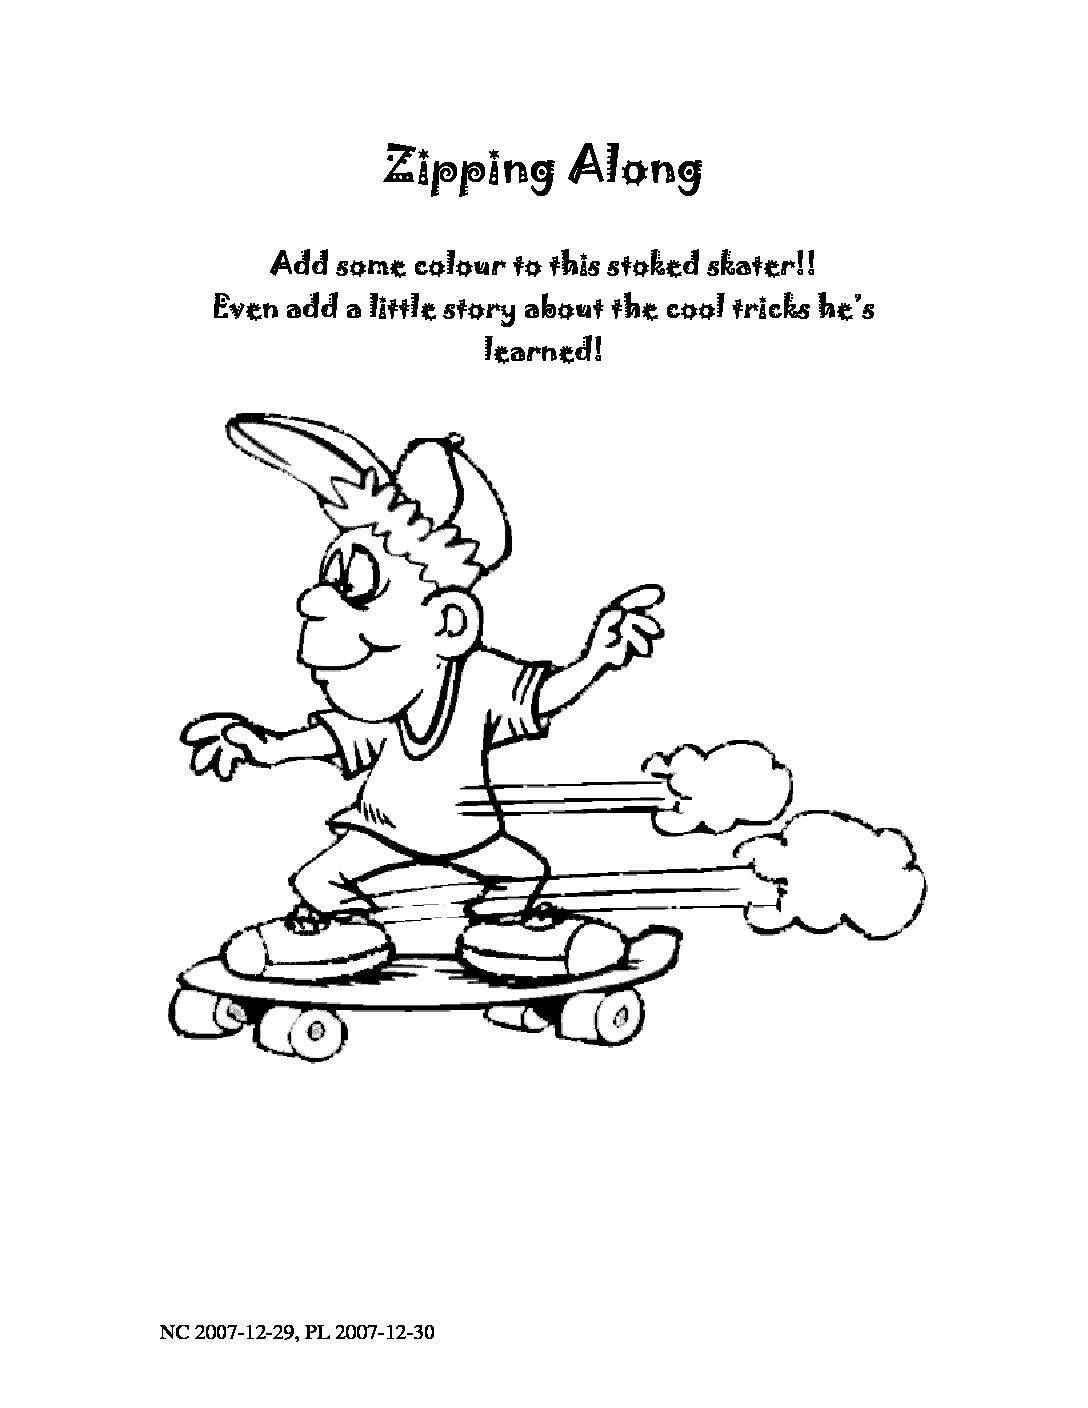 Zipping Along
Add some colour to this stoked skater!!
Even add a little story about the cool tricks he's
learned!
NC 2007-12-29, PL 2007-12-30